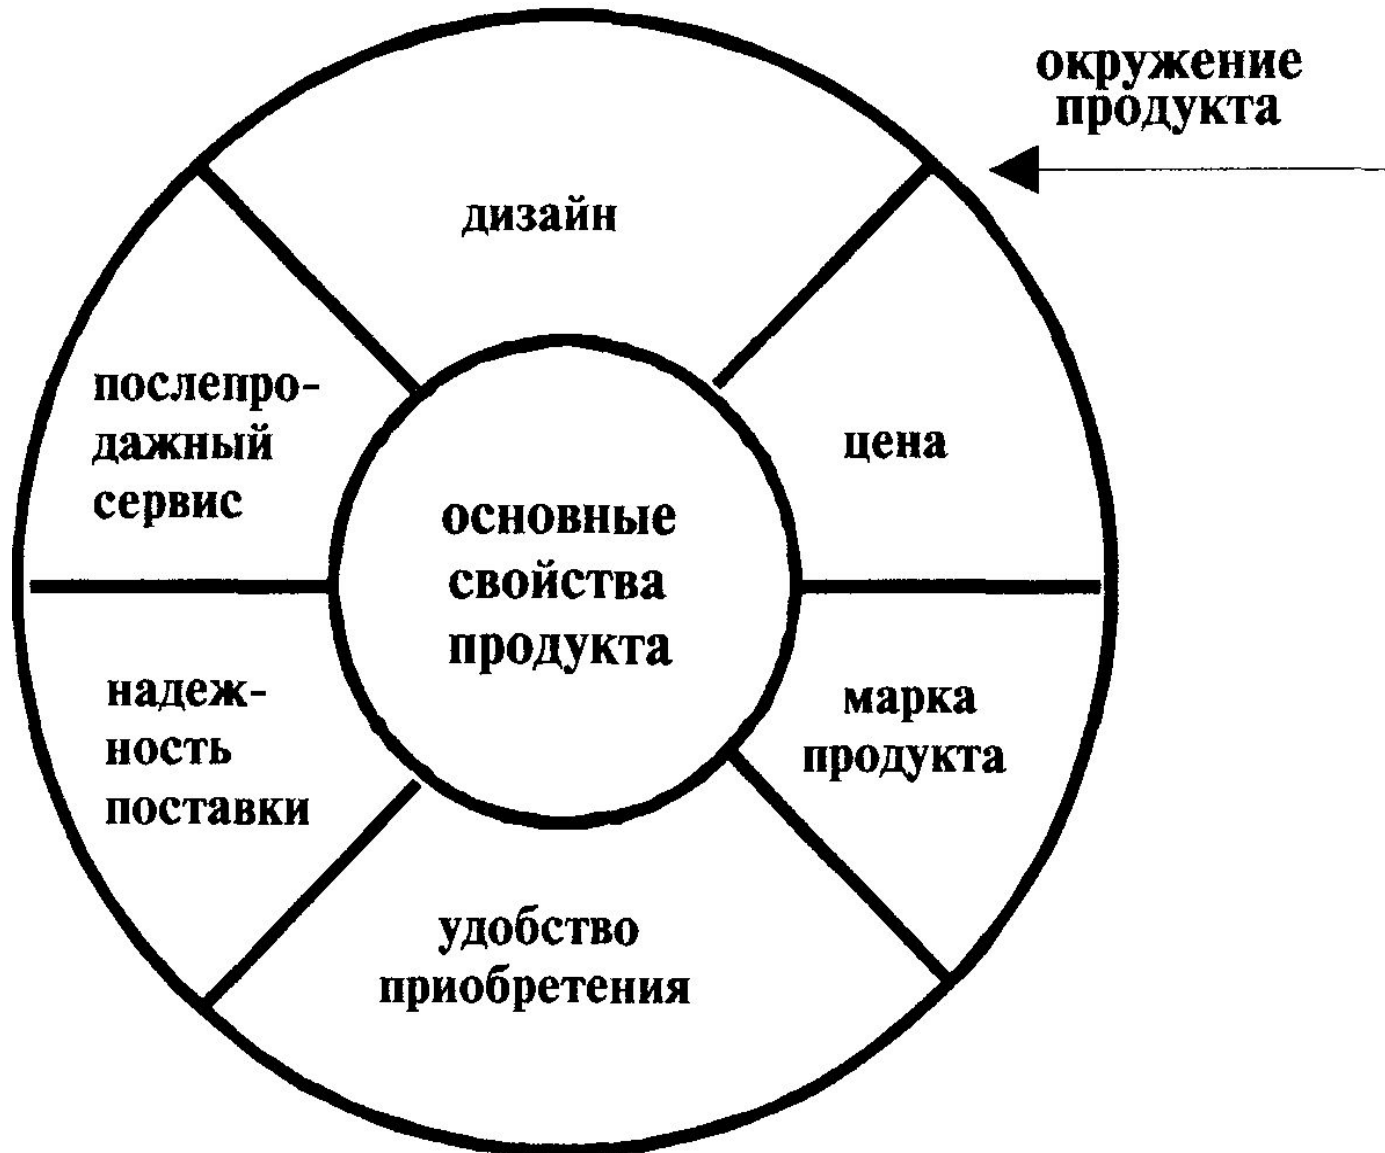 окружение
продукта
дизайн
послепро-
дажный
сервис
цена
основные
свойства
продукта
надеж-
ность
поставки
марка
продукта
удобство
приобретения